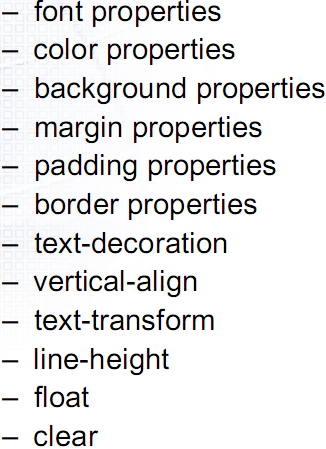 – font properties
– color properties
– background properties
– margin properties
– padding properties
– border properties
– text-decoration
– vertical-align
– text-transform
– line-height
– float
– clear